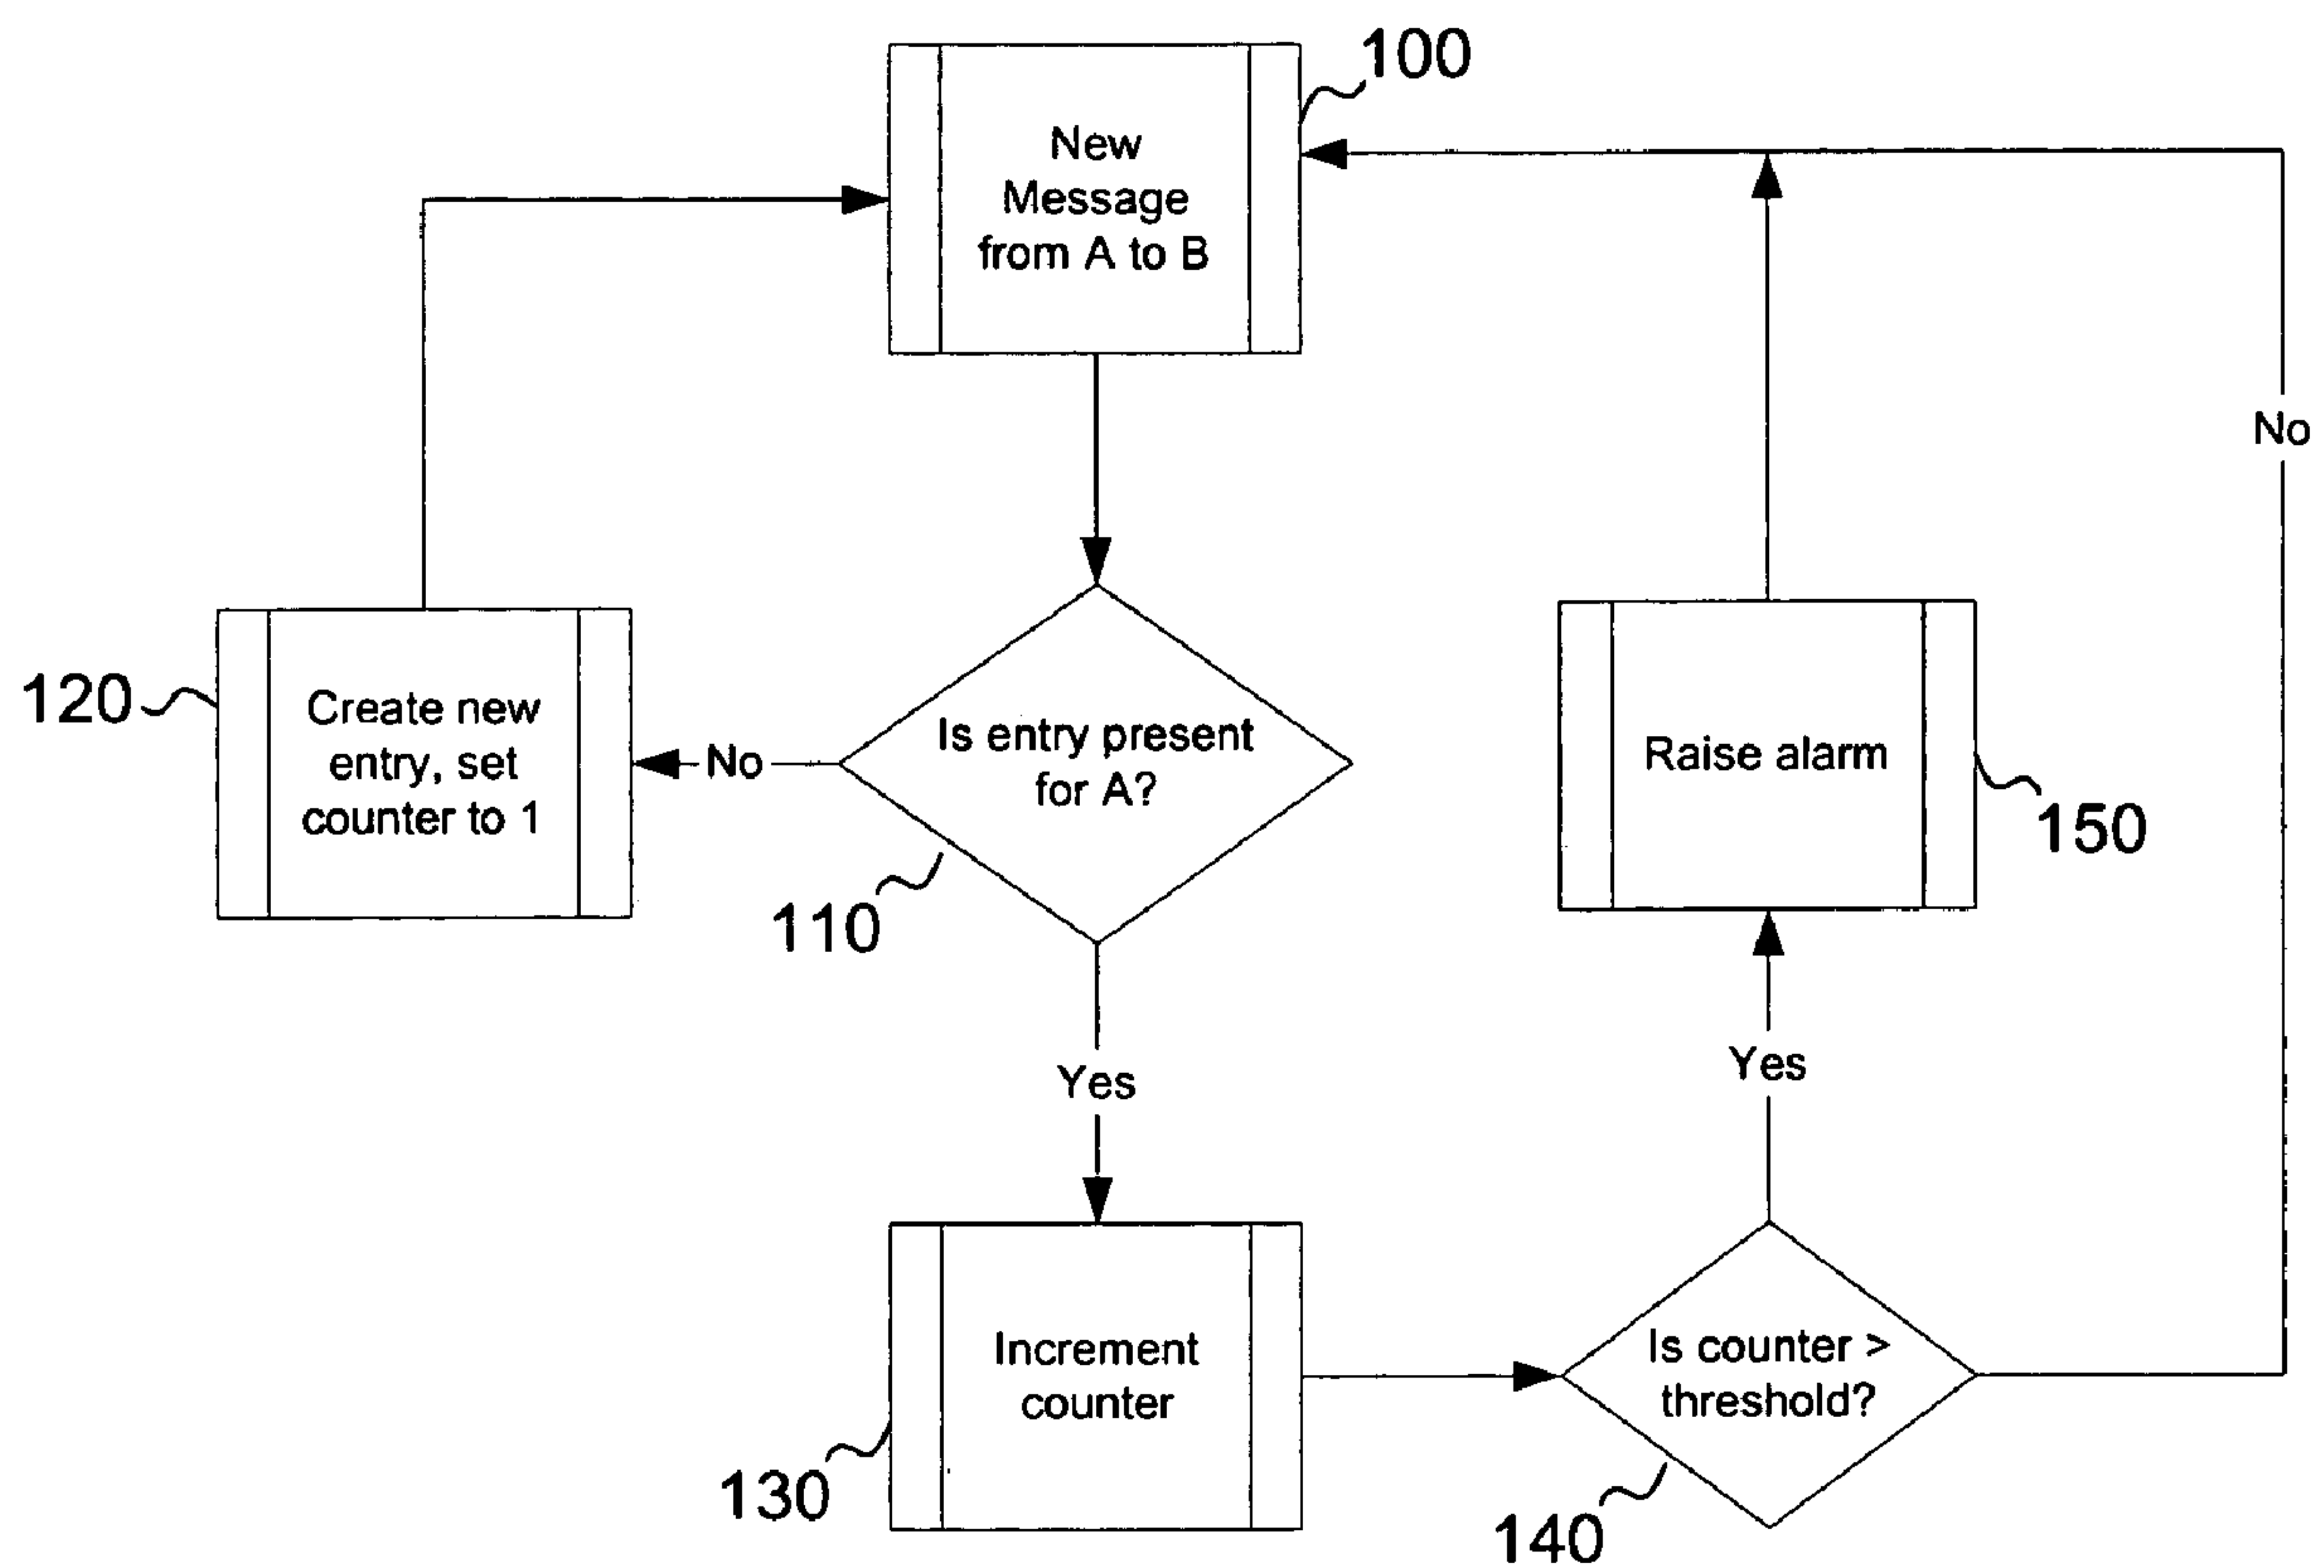 100
New
Message
from A to B
No
120
Create new
entry, set
counter to 1
No
Is entry present
for A?
110
Raise alarm
150
Yes
Yes
Increment
counter
130
Is counter >
threshold?
140